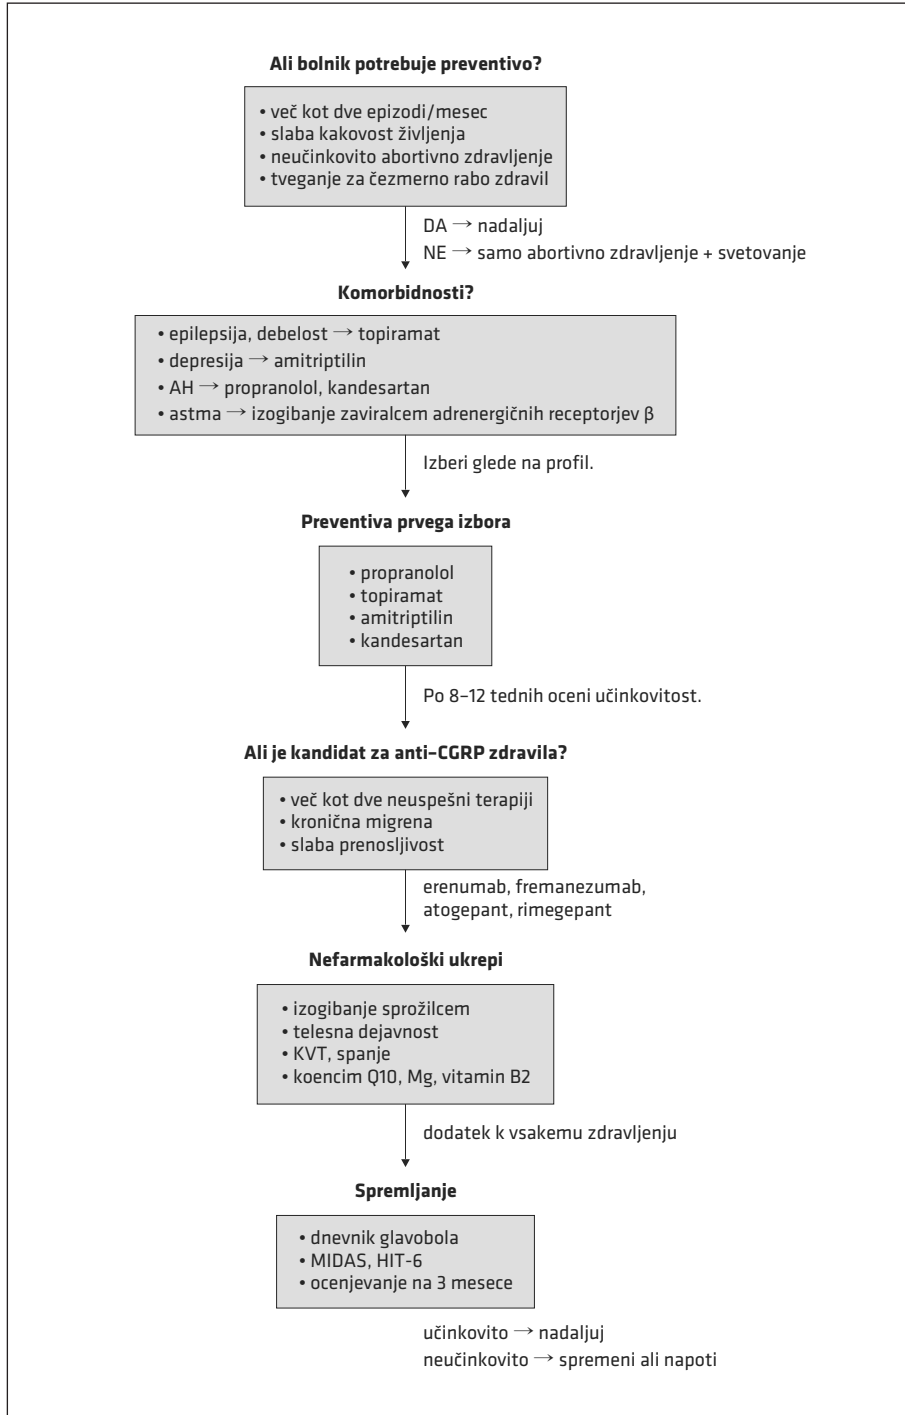 Ali bolnik potrebuje preventivo?
• več kot dve epizodi/mesec
• slaba kakovost življenja
• neučinkovito abortivno zdravljenje
• tveganje za čezmerno rabo zdravil
DA → nadaljuj
NE → samo abortivno zdravljenje + svetovanje
Komorbidnosti?
• epilepsija, debelost → topiramat
• depresija → amitriptilin
• AH → propranolol, kandesartan
• astma → izogibanje zaviralcem adrenergičnih receptorjev β
Izberi glede na profil.
Preventiva prvega izbora
• propranolol
• topiramat
• amitriptilin
• kandesartan
Po 8–12 tednih oceni učinkovitost.
Ali je kandidat za anti–CGRP zdravila?
• več kot dve neuspešni terapiji
• kronična migrena
• slaba prenosljivost
erenumab, fremanezumab,
atogepant, rimegepant
Nefarmakološki ukrepi
• izogibanje sprožilcem
• telesna dejavnost
• KVT, spanje
• koencim Q10, Mg, vitamin B2
dodatek k vsakemu zdravljenju
Spremljanje
• dnevnik glavobola
• MIDAS, HIT-6
• ocenjevanje na 3 mesece
učinkovito → nadaljuj
neučinkovito → spremeni ali napoti